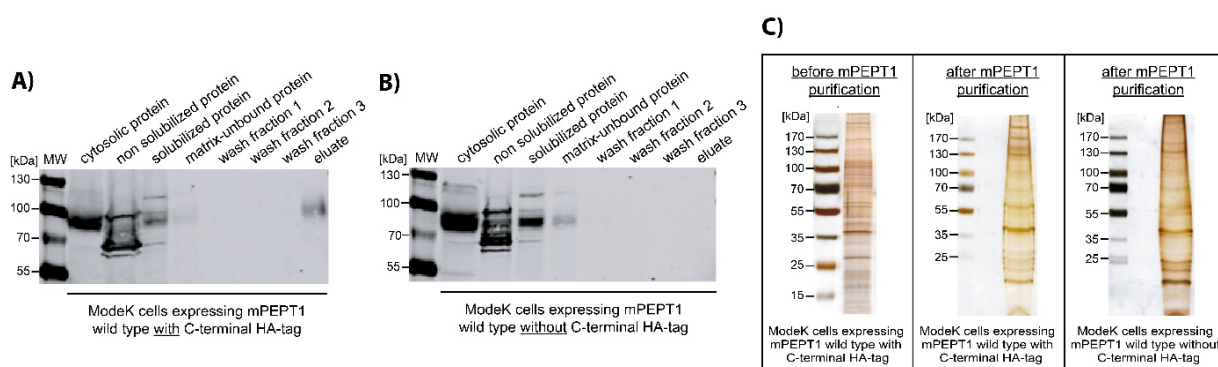 A)
[kDa]
MW
cytosolic protein
non solubilized protein
solubilized protein
matrix-unbound protein
wash fraction 1
wash fraction 2
wash fraction 3
eluate
130
100
70
55
ModeK cells expressing mPEPT1
wild type with C-terminal HA-tag
B)
[kDa]
MW
cytosolic protein
non solubilized protein
solubilized protein
matrix-unbound protein
wash fraction 1
wash fraction 2
wash fraction 3
eluate
130
100
70
55
ModeK cells expressing mPEPT1
wild type without C-terminal HA-tag
C)
before mPEPT1
purification
[kDa]
170
130
100
70
55
35
25
15
ModeK cells expressing
mPEPT1 wild type with
C-terminal HA-tag
after mPEPT1
purification
[kDa]
170
130
100
70
55
35
25
ModeK cells expressing
mPEPT1 wild type with
C-terminal HA-tag
after mPEPT1
purification
[kDa]
170
130
100
70
55
35
25
ModeK cells expressing
mPEPT1 wild type without
C-terminal HA-tag